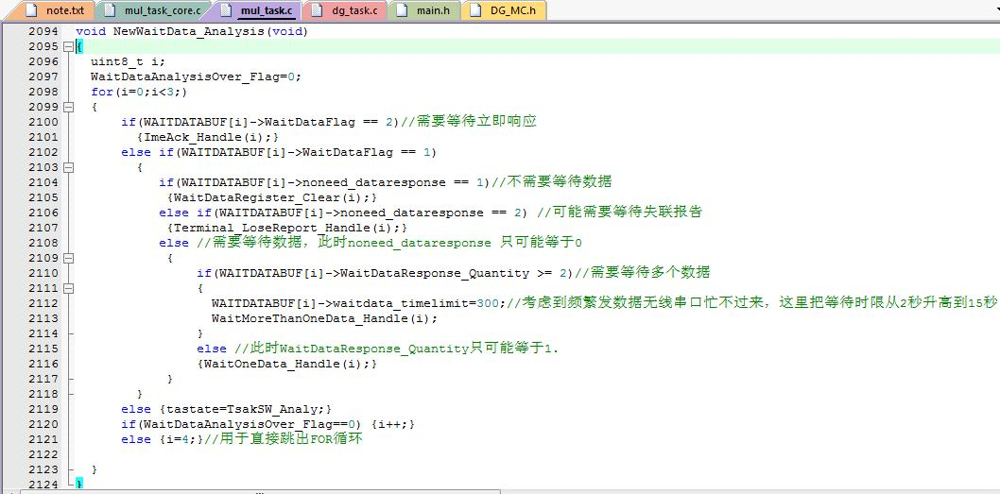 note.txt mul_task_core.c mul_task.c dg_task.c main.h DG_MC.h
2094 void NewWaitData_Analysis(void)
2095 {
2096 uint8_t i;
2097 WaitDataAnalysisOver_Flag=0;
2098 for(i=0;i<3;)
2099 {
2100 if(WAITDATABUF[i]->WaitDataFlag == 2)//需要等待立即响应
2101 {ImeAck_Handle(i);}
2102 else if(WAITDATABUF[i]->WaitDataFlag == 1)
2103 {
2104 if(WAITDATABUF[i]->noneed_dataresponse == 1)//不需要等待数据
2105 {WaitDataRegister_Clear(i);}
2106 else if(WAITDATABUF[i]->noneed_dataresponse == 2) //可能需要等待失联报告
2107 {Terminal_LoseReport_Handle(i);}
2108 else //需要等待数据，此时noneed_dataresponse 只可能等于0
2109 {
2110 if(WAITDATABUF[i]->WaitDataResponse_Quantity >= 2)//需要等待多个数据
2111 {
2112 WAITDATABUF[i]->waitdata_timelimit=300;//考虑到频繁发数据无线串口忙不过来，这里把等待时限从2秒升高到15秒
2113 WaitMoreThanOneData_Handle(i);
2114 }
2115 else //此时WaitDataResponse_Quantity只可能等于1.
2116 {WaitOneData_Handle(i);}
2117 }
2118 }
2119 else {tastate=TsakSW_Analy;}
2120 if(WaitDataAnalysisOver_Flag==0) {i++;}
2121 else {i=4;}//用于直接跳出FOR循环
2122
2123 }
2124 }